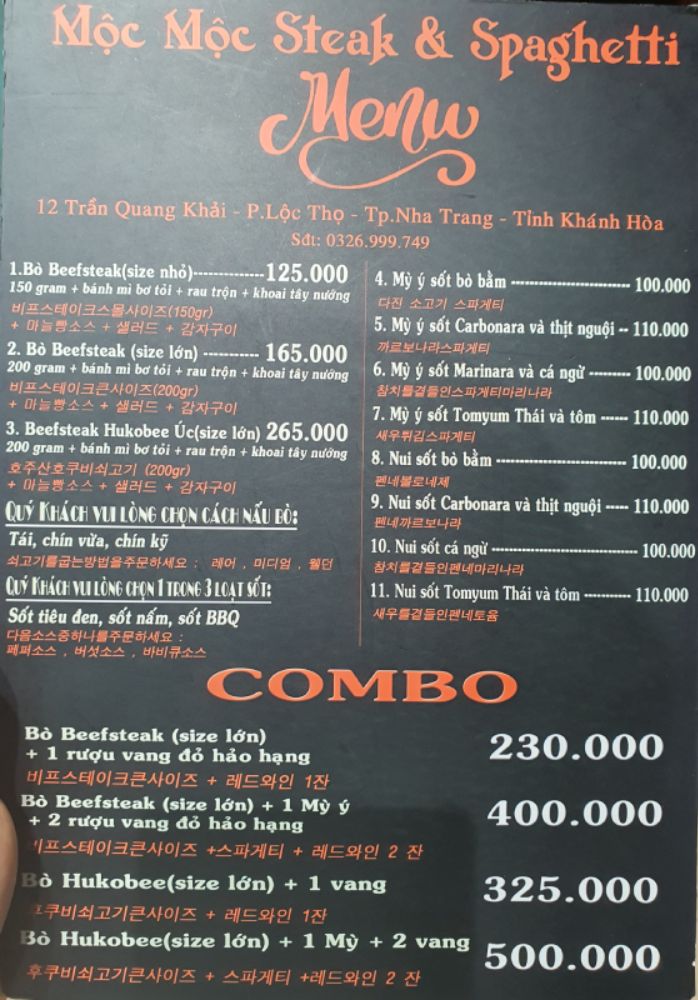 Mộc Mộc Steak & Spaghetti
Menu
12 Trần Quang Khải - P.Lộc Thọ - Tp.Nha Trang - Tỉnh Khánh Hòa
Sđt: 0326.999.749
1.Bò Beefsteak(size nhỏ)--------------125.000
150 gram + bánh mì bơ tỏi + rau trộn + khoai tây nướng
비프스테이크스몰사이즈(150gr)
+ 마늘빵소스 + 샐러드 + 감자구이
2. Bò Beefsteak (size lớn) ----------- 165.000
200 gram + bánh mì bơ tỏi + rau trộn + khoai tây nướng
비프스테이크큰사이즈(200gr)
+ 마늘빵소스 + 샐러드 + 감자구이
3. Beefsteak Hukobee Úc(size lớn) 265.000
200 gram + bánh mì bơ tỏi + rau trộn + khoai tây nướng
호주산호쿠비쇠고기 (200gr)
+ 마늘빵소스 + 샐러드 + 감자구이
QUÝ KHÁCH VUI LÒNG CHỌN CÁCH NẤU BÒ:
Tái, chín vừa, chín kỹ
쇠고기를굽는방법을주문하세요 : 레어 , 미디엄 , 웰던
QUÝ KHÁCH VUI LÒNG CHỌN 1 TRONG 3 LOẠT SỐT:
Sốt tiêu đen, sốt nấm, sốt BBQ
다음소스중하나를주문하세요 :
페퍼소스 , 버섯소스 , 바비큐소스
4. Mỳ ý sốt bò bằm ------------------------ 100.000
다진 소고기 스파게티
5. Mỳ ý sốt Carbonara và thịt nguội -- 110.000
까르보나라스파게티
6. Mỳ ý sốt Marinara và cá ngừ -------- 100.000
참치를곁들인스파게티마리나라
7. Mỳ ý sốt Tomyum Thái và tôm ----- 110.000
새우튀김스파게티
8. Nui sốt bò bằm -------------------------- 100.000
펜네볼로네제
9. Nui sốt Carbonara và thịt nguội ----- 110.000
펜네까르보나라
10. Nui sốt cá ngừ ------------------------------ 100.000
참치를곁들인펜네마리나라
11. Nui sốt Tomyum Thái và tôm ---------- 110.000
새우를곁들인펜네토윰
COMBO
Bò Beefsteak (size lớn)
+ 1 rượu vang đỏ hảo hạng 230.000
비프스테이크큰사이즈 + 레드와인 1잔
Bò Beefsteak (size lớn) + 1 Mỳ ý
+ 2 rượu vang đỏ hảo hạng 400.000
비프스테이크큰사이즈 +스파게티 + 레드와인 2 잔
Bò Hukobee(size lớn) + 1 vang 325.000
후쿠비쇠고기큰사이즈 + 레드와인 1잔
Bò Hukobee(size lớn) + 1 Mỳ + 2 vang 500.000
후쿠비쇠고기큰사이즈 + 스파게티 +레드와인 2 잔